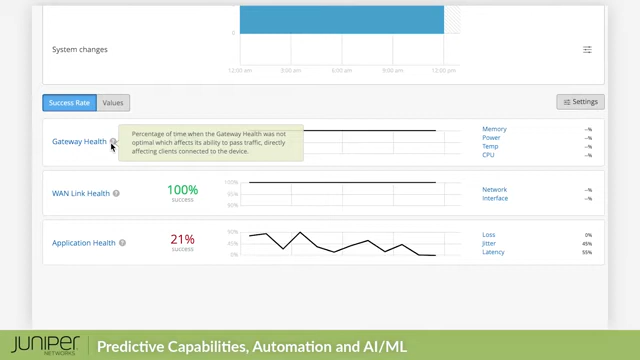 0
System changes
12:00 am 3:00 am 6:00 am 9:00 am 12:00 pm
Success Rate Values Settings
Gateway Health ?
Percentage of time when the Gateway Health was not
optimal which affects its ability to pass traffic, directly
affecting clients connected to the device.
Memory --%
Power --%
Temp --%
CPU --%
WAN Link Health ? 100% success
100%
90%
80%
Network --%
Interface --%
Application Health ? 21% success
45%
0%
Loss 0%
Jitter 45%
Latency 55%
JUNIPER NETWORKS
Predictive Capabilities, Automation and AI/ML